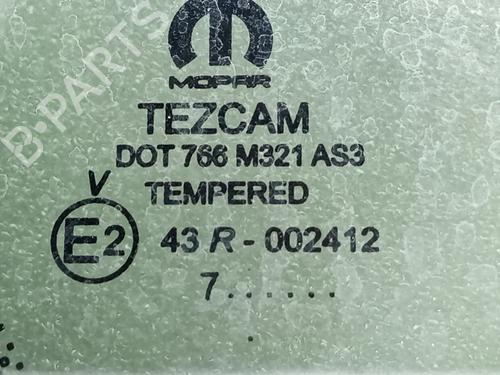 MOPAR
TEZCAM
DOT 766 M321 AS3
V
TEMPERED
E2
43 R - 002412
7......
B-PARTS